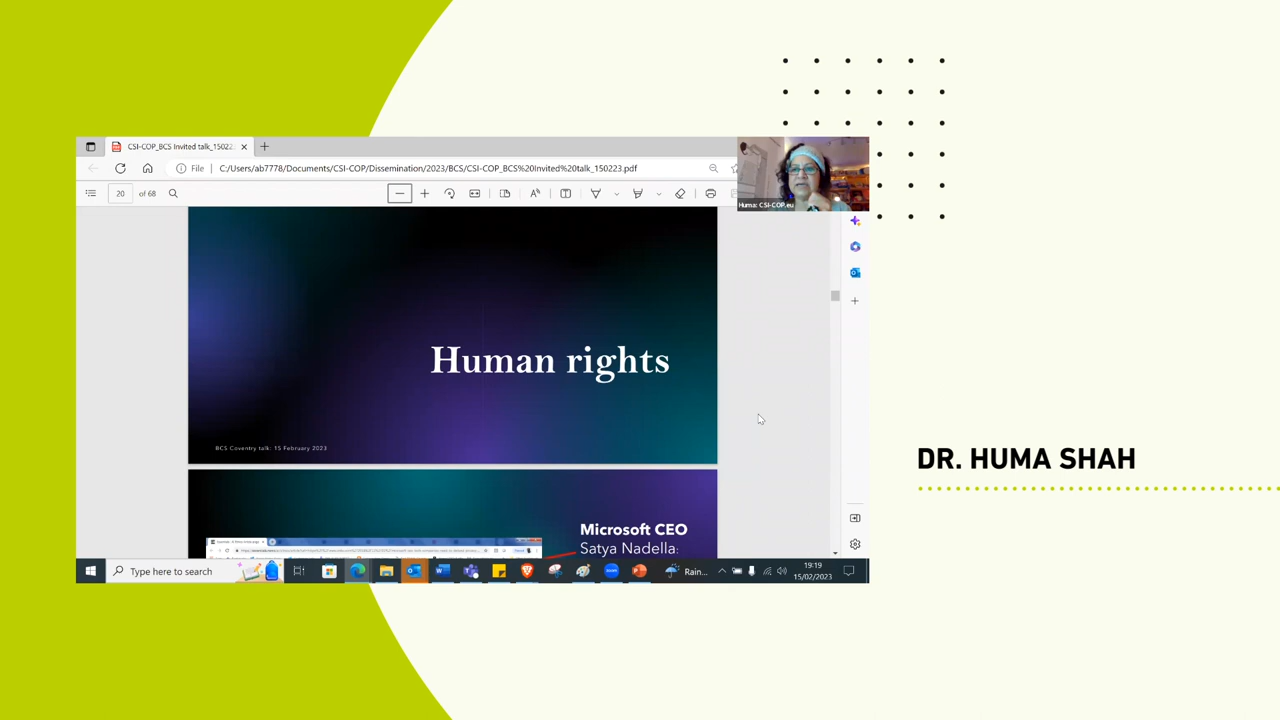 CSI-COP_BCS Invited talk_15022
File
C:/Users/ab7778/Documents/CSI-COP/Dissemination/2023/BCS/CSI-COP_BCS%20Invited%20talk_150223.pdf
Huma: CSI-COP.eu
20 of 68
Human rights
BCS Coventry talk: 15 February 2023
Microsoft CEO
Satya Nadella:
DR. HUMA SHAH
Type here to search
Rain...
19:19
15/02/2023